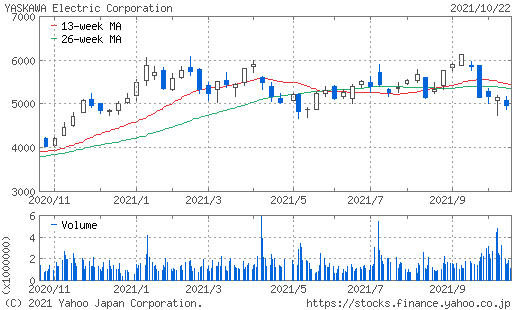 YASKAWA Electric Corporation 2021/10/22
7000
13-week MA
26-week MA
6000
5000
4000
3000
2020/11 2021/1 2021/3 2021/5 2021/7 2021/9
6
Volume
4
2
0
(x1000000)
2020/11 2021/1 2021/3 2021/5 2021/7 2021/9
(C) 2021 Yahoo Japan Corporation. https://stocks.finance.yahoo.co.jp/